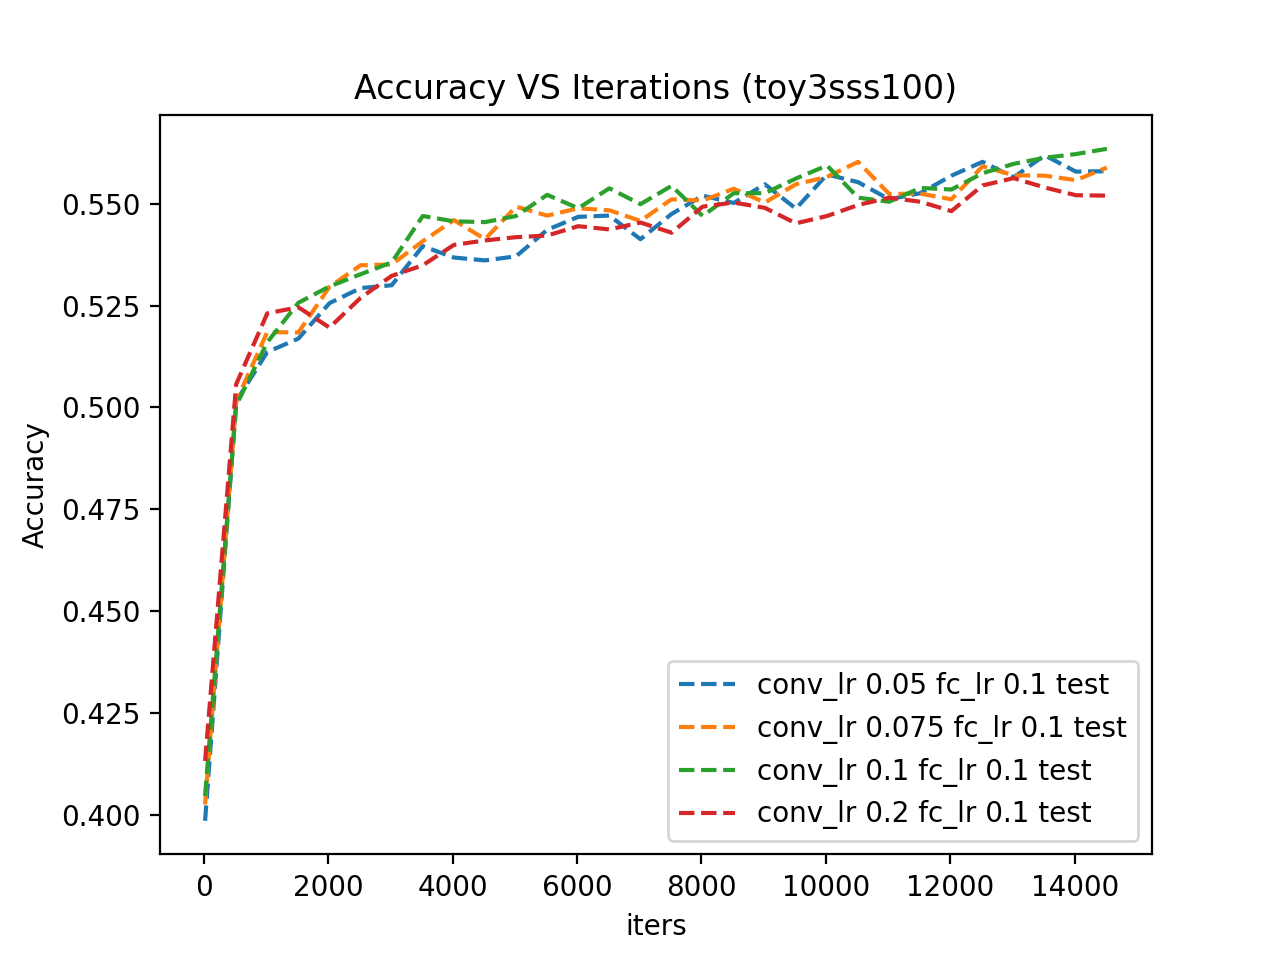 Accuracy VS Iterations (toy3sss100)
Accuracy
0.550
0.525
0.500
0.475
0.450
0.425
0.400
conv_lr 0.05 fc_lr 0.1 test
conv_lr 0.075 fc_lr 0.1 test
conv_lr 0.1 fc_lr 0.1 test
conv_lr 0.2 fc_lr 0.1 test
0 2000 4000 6000 8000 10000 12000 14000
iters